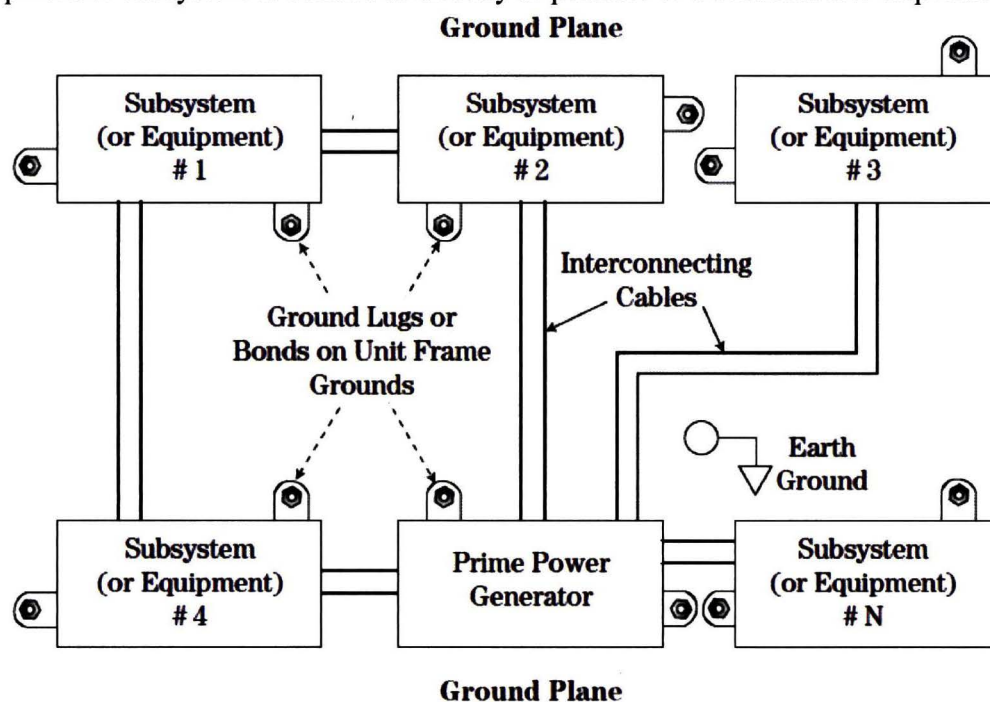 Ground Plane
Subsystem
(or Equipment)
# 1
Subsystem
(or Equipment)
# 2
Subsystem
(or Equipment)
# 3
Interconnecting
Cables
Ground Lugs or
Bonds on Unit Frame
Grounds
Earth
Ground
Subsystem
(or Equipment)
# 4
Prime Power
Generator
Subsystem
(or Equipment)
# N
Ground Plane